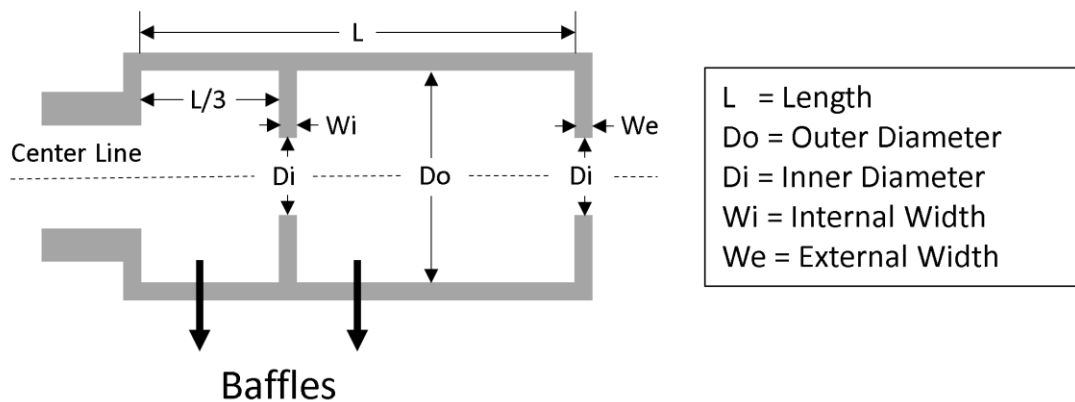 L
L/3
Wi
We
Center Line
Di
Do
Di
Baffles
L = Length
Do = Outer Diameter
Di = Inner Diameter
Wi = Internal Width
We = External Width